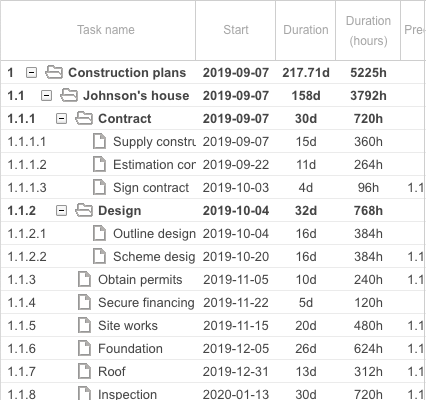 Task name Start Duration Duration (hours) Pre
1 Construction plans 2019-09-07 217.71d 5225h
1.1 Johnson's house 2019-09-07 158d 3792h
1.1.1 Contract 2019-09-07 30d 720h
1.1.1.1 Supply constru 2019-09-07 15d 360h
1.1.1.2 Estimation cor 2019-09-22 11d 264h
1.1.1.3 Sign contract 2019-10-03 4d 96h 1.1
1.1.2 Design 2019-10-04 32d 768h
1.1.2.1 Outline design 2019-10-04 16d 384h
1.1.2.2 Scheme desig 2019-10-20 16d 384h 1.1
1.1.3 Obtain permits 2019-11-05 10d 240h 1.1
1.1.4 Secure financing 2019-11-22 5d 120h
1.1.5 Site works 2019-11-15 20d 480h 1.1
1.1.6 Foundation 2019-12-05 26d 624h 1.1
1.1.7 Roof 2019-12-31 13d 312h 1.1
1.1.8 Inspection 2020-01-13 30d 720h 1.1